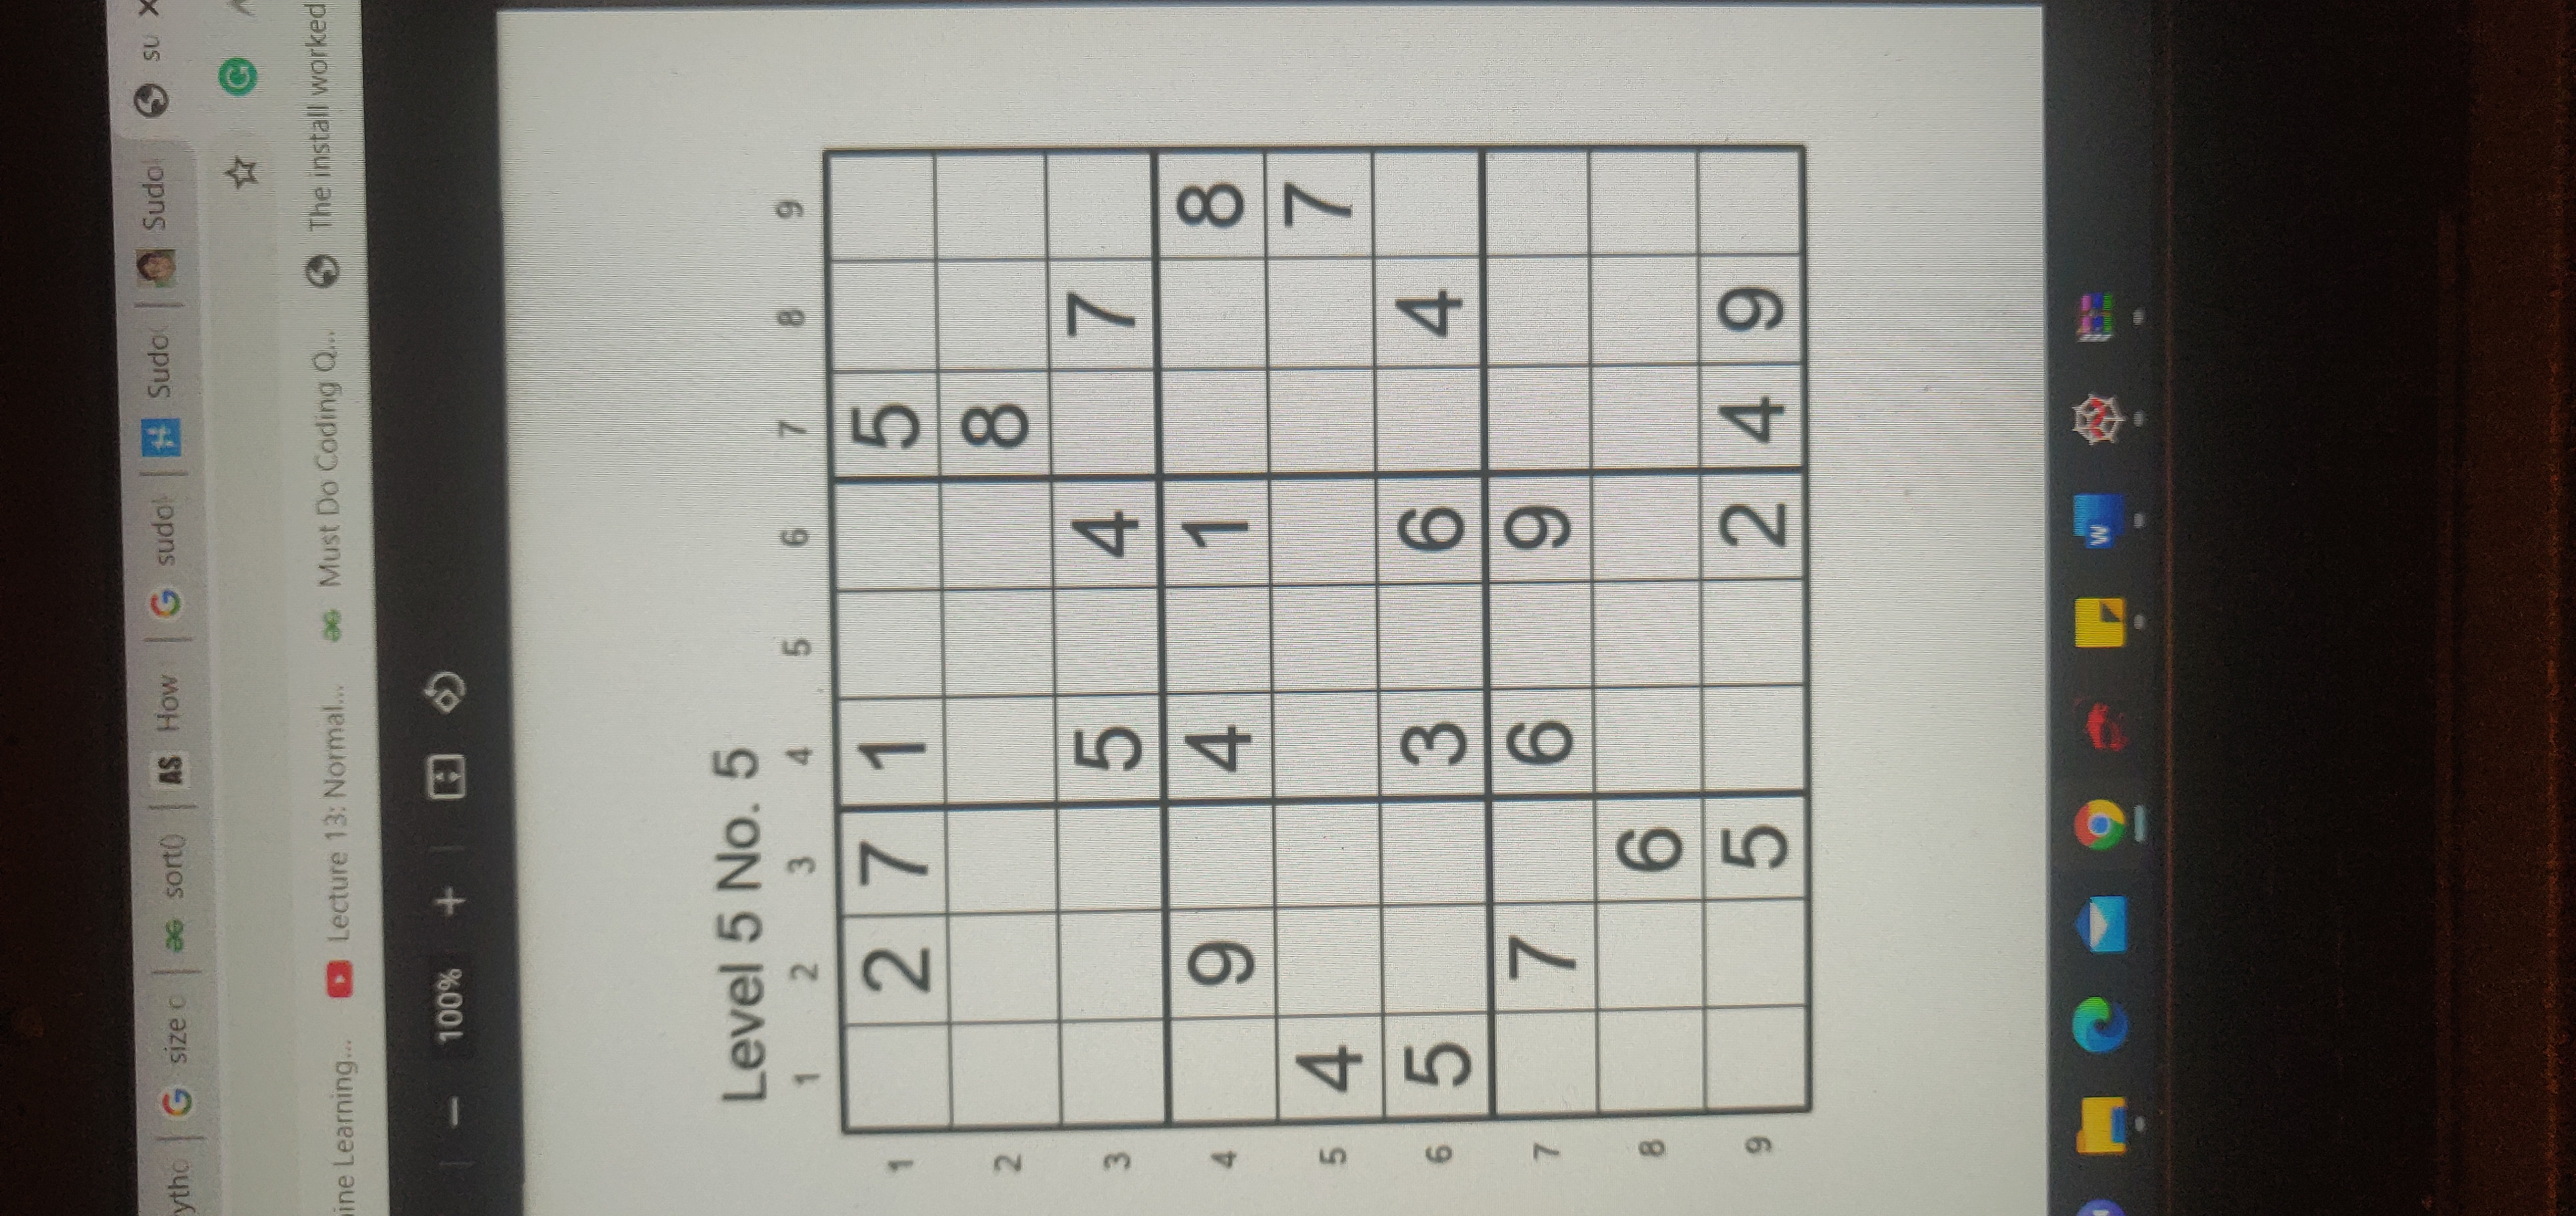 ytho size c sort() AS How sudo Sudo Sudo su
ine Learning... Lecture 13: Normal... Must Do Coding Q... The install worked
100%
Level 5 No. 5
1 2 3 4 5 6 7 8 9
1 2 7 1 5
2 8
3 5 4 7
4 9 4 1 8
5 4 7
6 5 3 6 4
7 7 6 9
8 6
9 5 2 4 9
W